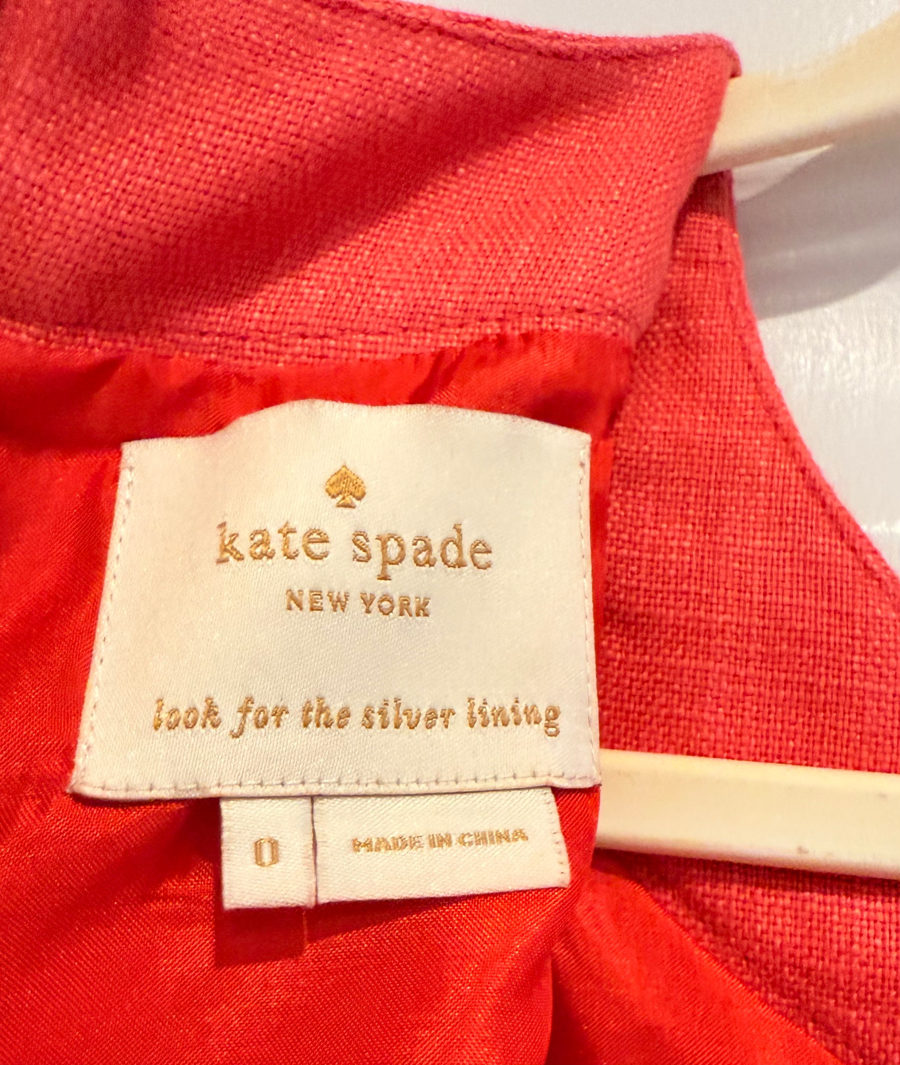 kate spade
NEW YORK
look for the silver lining
0
MADE IN CHINA